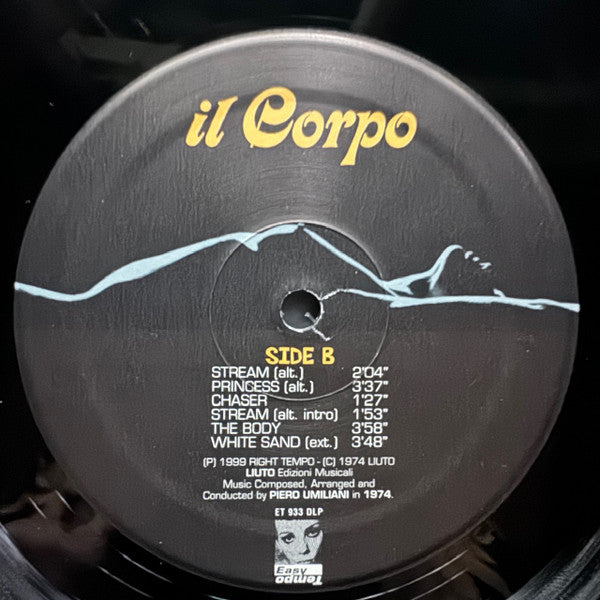 il Corpo
SIDE B
STREAM (alt.) 2'04"
PRINCESS (alt.) 3'37"
CHASER 1'27"
STREAM (alt. intro) 1'53"
THE BODY 3'58"
WHITE SAND (ext.) 3'48"
(P) 1999 RIGHT TEMPO - (C) 1974 LIUTO
LIUTO Edizioni Musicali
Music Composed, Arranged and
Conducted by PIERO UMILIANI in 1974.
ET 933 DLP
Easy
Tempo